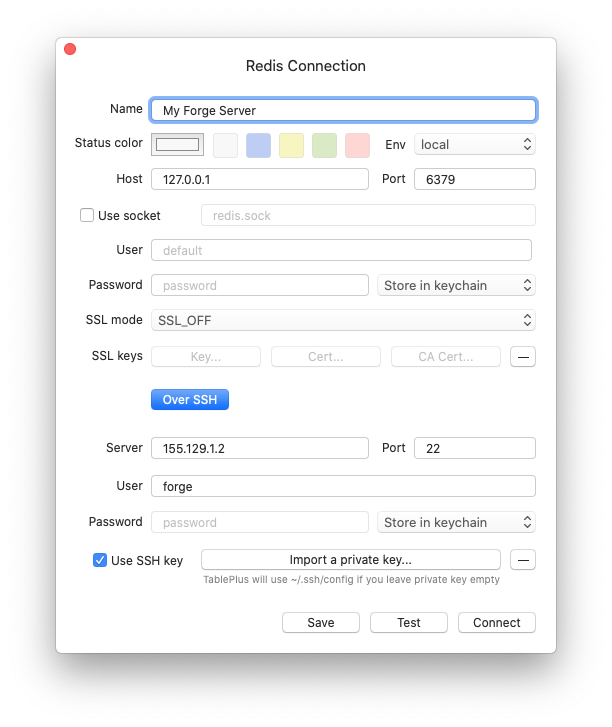 Redis Connection
Name My Forge Server
Status color Env local
Host 127.0.0.1 Port 6379
Use socket redis.sock
User default
Password password Store in keychain
SSL mode SSL_OFF
SSL keys Key... Cert... CA Cert... —
Over SSH
Server 155.129.1.2 Port 22
User forge
Password password Store in keychain
Use SSH key Import a private key... —
TablePlus will use ~/.ssh/config if you leave private key empty
Save Test Connect